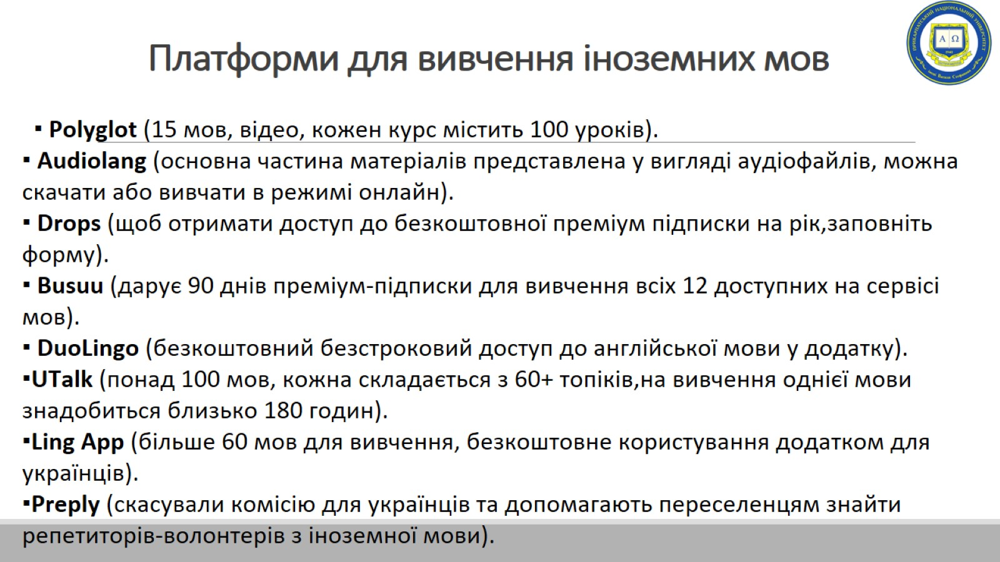 Платформи для вивчення іноземних мов
ПРИКАРПАТСЬКИЙ НАЦІОНАЛЬНИЙ УНІВЕРСИТЕТ
Α Ω
1940
імені Василя Стефаника
▪ Polyglot (15 мов, відео, кожен курс містить 100 уроків).
▪ Audiolang (основна частина матеріалів представлена у вигляді аудіофайлів, можна
скачати або вивчати в режимі онлайн).
▪ Drops (щоб отримати доступ до безкоштовної преміум підписки на рік,заповніть
форму).
▪ Busuu (дарує 90 днів преміум-підписки для вивчення всіх 12 доступних на сервісі
мов).
▪ DuoLingo (безкоштовний безстроковий доступ до англійської мови у додатку).
▪UTalk (понад 100 мов, кожна складається з 60+ топіків,на вивчення однієї мови
знадобиться близько 180 годин).
▪Ling App (більше 60 мов для вивчення, безкоштовне користування додатком для
українців).
▪Preply (скасували комісію для українців та допомагають переселенцям знайти
репетиторів-волонтерів з іноземної мови).